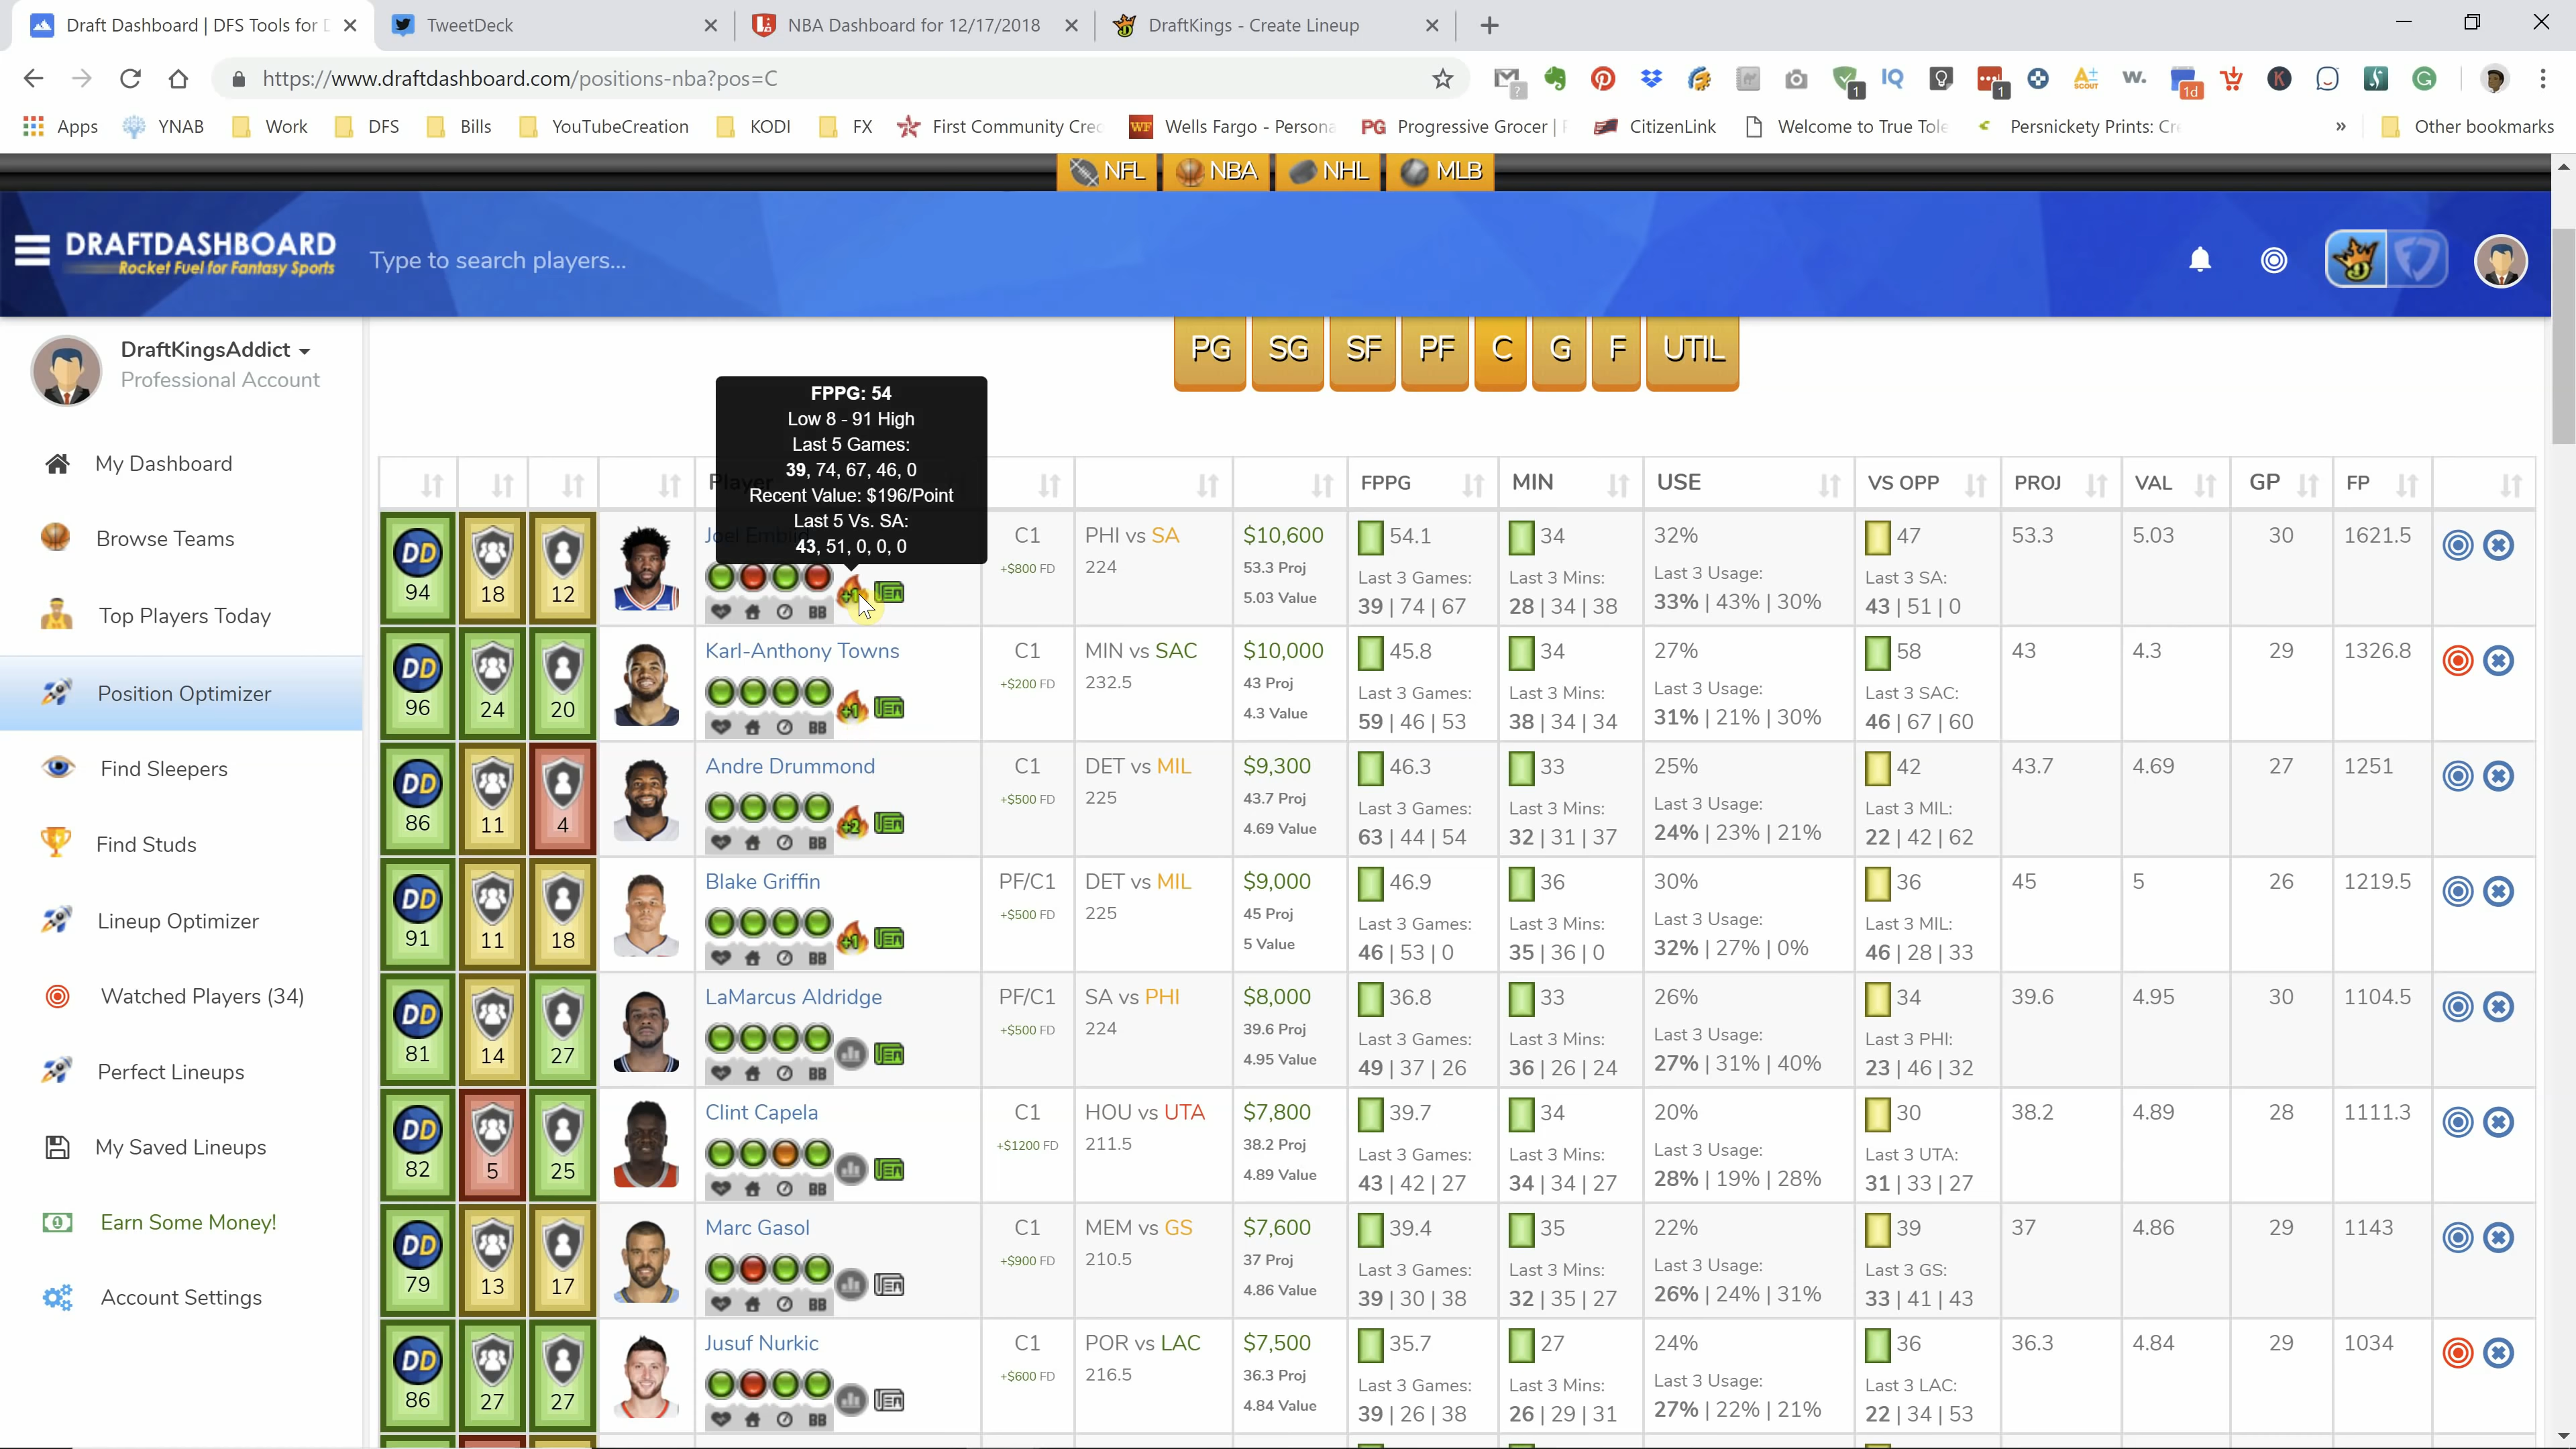 Draft Dashboard | DFS Tools for D
TweetDeck
NBA Dashboard for 12/17/2018
DraftKings - Create Lineup
https://www.draftdashboard.com/positions-nba?pos=C
Apps YNAB Work DFS Bills YouTubeCreation KODI FX First Community Cre WF Wells Fargo - Persona PG Progressive Grocer | CitizenLink Welcome to True Tole Persnickety Prints: Cre » Other bookmarks
NFL NBA NHL MLB
DRAFTDASHBOARD
Rocket Fuel for Fantasy Sports
Type to search players...
DraftKingsAddict
Professional Account
My Dashboard
Browse Teams
Top Players Today
Position Optimizer
Find Sleepers
Find Studs
Lineup Optimizer
Watched Players (34)
Perfect Lineups
My Saved Lineups
Earn Some Money!
Account Settings
PG SG SF PF C G F UTIL
FPPG: 54
Low 8 - 91 High
Last 5 Games:
39, 74, 67, 46, 0
Recent Value: $196/Point
Last 5 Vs. SA:
43, 51, 0, 0, 0
Player FPPG MIN USE VS OPP PROJ VAL GP FP
Joel Embiid C1 PHI vs SA $10,600 54.1 34 32% 47 53.3 5.03 30 1621.5
DD 94 18 12 +1 BB +$800 FD 224 53.3 Proj 5.03 Value
Last 3 Games: Last 3 Mins: Last 3 Usage: Last 3 SA:
39 | 74 | 67 28 | 34 | 38 33% | 43% | 30% 43 | 51 | 0
Karl-Anthony Towns C1 MIN vs SAC $10,000 45.8 34 27% 58 43 4.3 29 1326.8
DD 96 24 20 +1 BB +$200 FD 232.5 43 Proj 4.3 Value
Last 3 Games: Last 3 Mins: Last 3 Usage: Last 3 SAC:
59 | 46 | 53 38 | 34 | 34 31% | 21% | 30% 46 | 67 | 60
Andre Drummond C1 DET vs MIL $9,300 46.3 33 25% 42 43.7 4.69 27 1251
DD 86 11 4 +2 BB +$500 FD 225 43.7 Proj 4.69 Value
Last 3 Games: Last 3 Mins: Last 3 Usage: Last 3 MIL:
63 | 44 | 54 32 | 31 | 37 24% | 23% | 21% 22 | 42 | 62
Blake Griffin PF/C1 DET vs MIL $9,000 46.9 36 30% 36 45 5 26 1219.5
DD 91 11 18 +1 BB +$500 FD 225 45 Proj 5 Value
Last 3 Games: Last 3 Mins: Last 3 Usage: Last 3 MIL:
46 | 53 | 0 35 | 36 | 0 32% | 27% | 0% 46 | 28 | 33
LaMarcus Aldridge PF/C1 SA vs PHI $8,000 36.8 33 26% 34 39.6 4.95 30 1104.5
DD 81 14 27 BB +$500 FD 224 39.6 Proj 4.95 Value
Last 3 Games: Last 3 Mins: Last 3 Usage: Last 3 PHI:
49 | 37 | 26 36 | 26 | 24 27% | 31% | 40% 23 | 46 | 32
Clint Capela C1 HOU vs UTA $7,800 39.7 34 20% 30 38.2 4.89 28 1111.3
DD 82 5 25 BB +$1200 FD 211.5 38.2 Proj 4.89 Value
Last 3 Games: Last 3 Mins: Last 3 Usage: Last 3 UTA:
43 | 42 | 27 34 | 34 | 27 28% | 19% | 28% 31 | 33 | 27
Marc Gasol C1 MEM vs GS $7,600 39.4 35 22% 39 37 4.86 29 1143
DD 79 13 17 BB +$900 FD 210.5 37 Proj 4.86 Value
Last 3 Games: Last 3 Mins: Last 3 Usage: Last 3 GS:
39 | 30 | 38 32 | 35 | 27 26% | 24% | 31% 33 | 41 | 43
Jusuf Nurkic C1 POR vs LAC $7,500 35.7 27 24% 36 36.3 4.84 29 1034
DD 86 27 27 BB +$600 FD 216.5 36.3 Proj 4.84 Value
Last 3 Games: Last 3 Mins: Last 3 Usage: Last 3 LAC:
39 | 26 | 38 26 | 29 | 31 27% | 22% | 21% 22 | 34 | 53